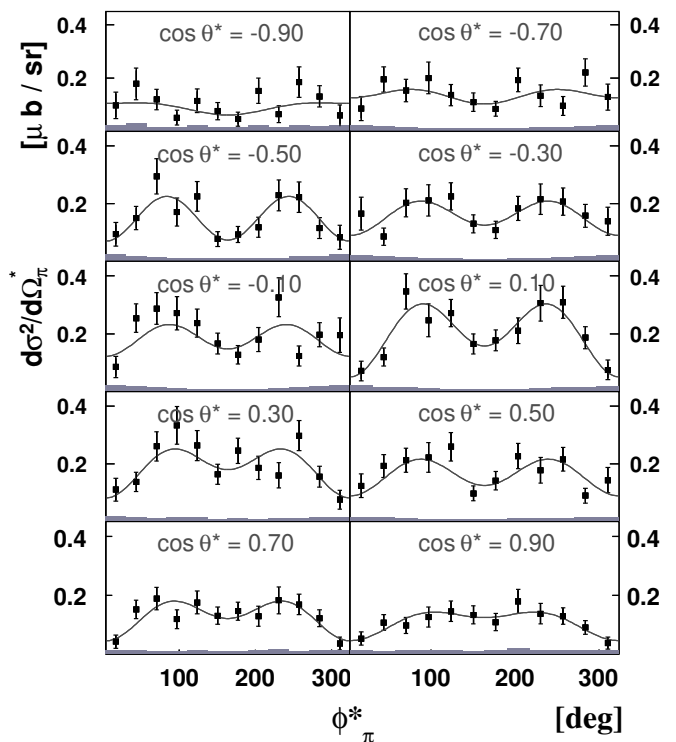 0.4 cos θ* = -0.90 cos θ* = -0.70 0.4
0.2 0.2
[μ b / sr]
0.4 cos θ* = -0.50 cos θ* = -0.30 0.4
0.2 0.2
dσ²/dΩ*π
0.4 cos θ* = -0.10 cos θ* = 0.10 0.4
0.2 0.2
0.4 cos θ* = 0.30 cos θ* = 0.50 0.4
0.2 0.2
0.4 cos θ* = 0.70 cos θ* = 0.90 0.4
0.2 0.2
100 200 300 100 200 300
ϕ*π [deg]